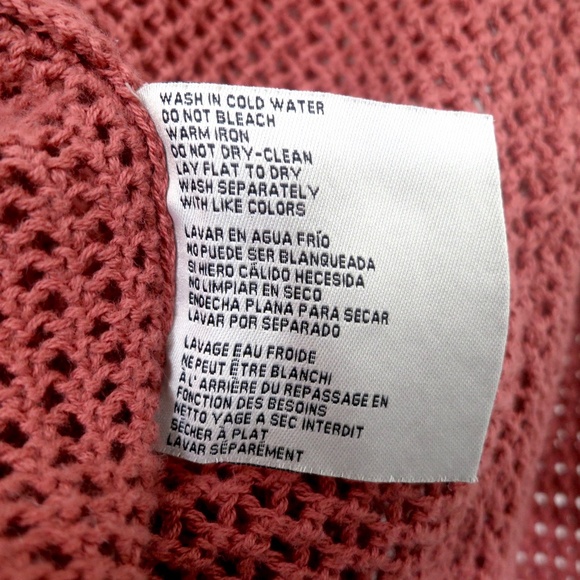 WASH IN COLD WATER
DO NOT BLEACH
WARM IRON
DO NOT DRY-CLEAN
LAY FLAT TO DRY
WASH SEPARATELY
WITH LIKE COLORS
LAVAR EN AGUA FRÍO
NO PUEDE SER BLANQUEADA
SI HIERO CÁLIDO HECESIDA
NO LIMPIAR EN SECO
ENDECHA PLANA PARA SECAR
LAVAR POR SEPARADO
LAVAGE EAU FROIDE
NE PEUT ÊTRE BLANCHI
À L'ARRIÈRE DU REPASSAGE EN
FONCTION DES BESOINS
NETTO YAGE A SEC INTERDIT
SÉCHER À PLAT
LAVAR SÉPARÉMENT